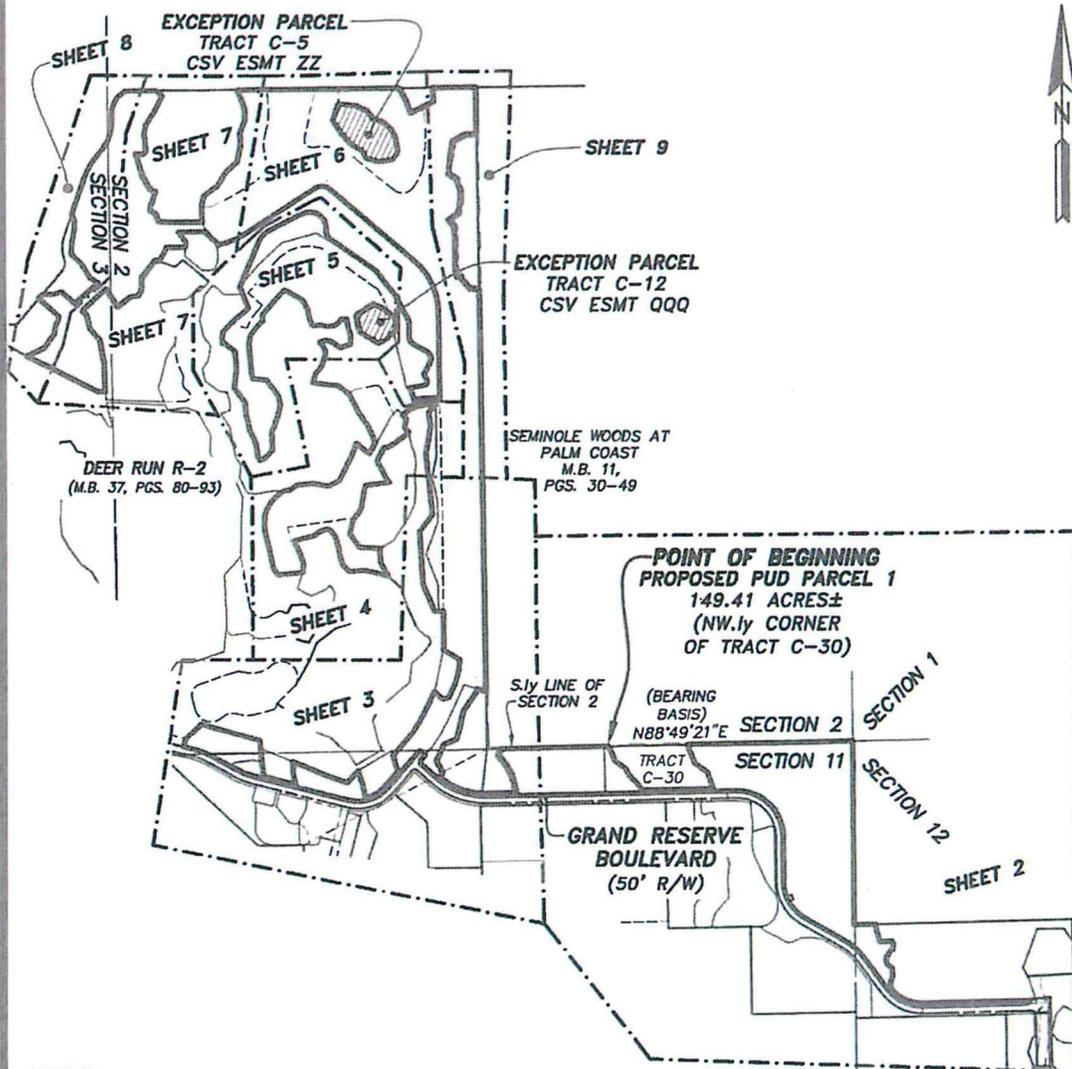 EXCEPTION PARCEL
TRACT C-5
CSV ESMT ZZ
SHEET 8
N
SHEET 7
SHEET 6
SHEET 9
SECTION 2
SECTION 3
SHEET 5
EXCEPTION PARCEL
TRACT C-12
CSV ESMT QQQ
SHEET 7
SEMINOLE WOODS AT
PALM COAST
M.B. 11,
PGS. 30-49
DEER RUN R-2
(M.B. 37, PGS. 80-93)
POINT OF BEGINNING
PROPOSED PUD PARCEL 1
149.41 ACRES±
(NW.ly CORNER
OF TRACT C-30)
SHEET 4
SHEET 3
S.ly LINE OF
SECTION 2
(BEARING
BASIS)
N88°49'21"E
SECTION 2
SECTION 1
TRACT
C-30
SECTION 11
SECTION 12
GRAND RESERVE
BOULEVARD
(50' R/W)
SHEET 2